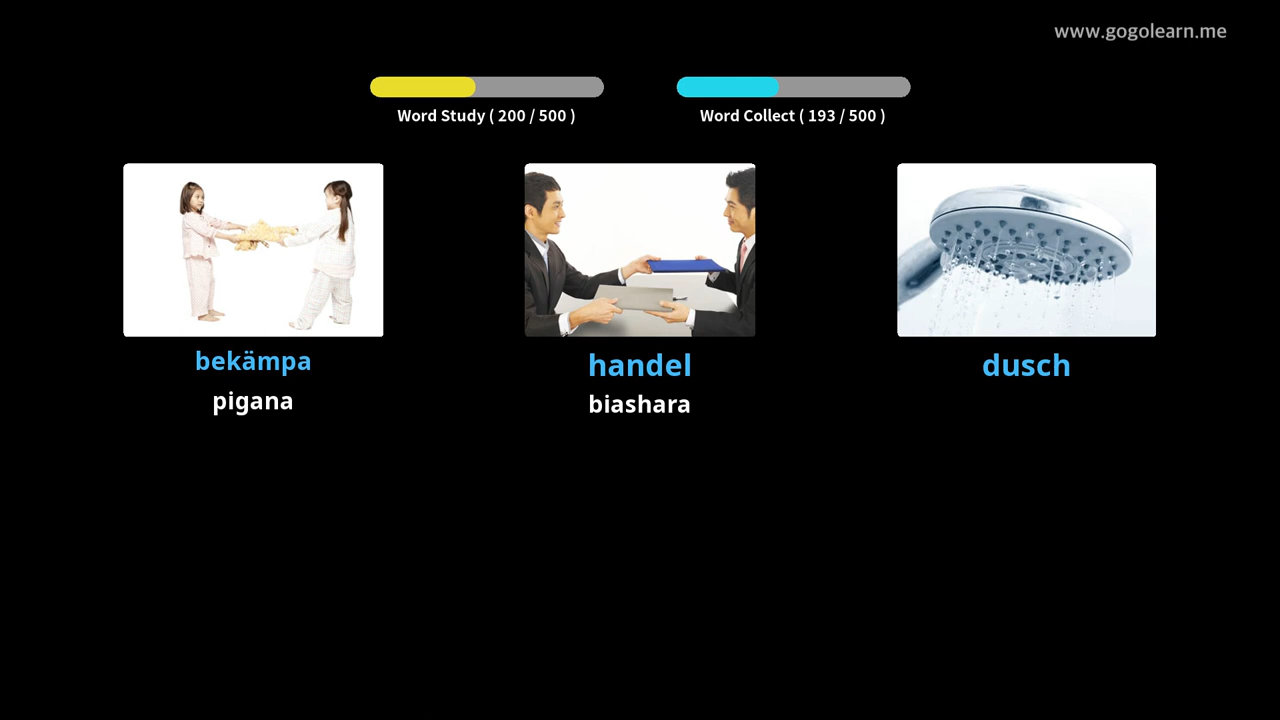 www.gogolearn.me
Word Study ( 200 / 500 )
Word Collect ( 193 / 500 )
bekämpa
pigana
handel
biashara
dusch